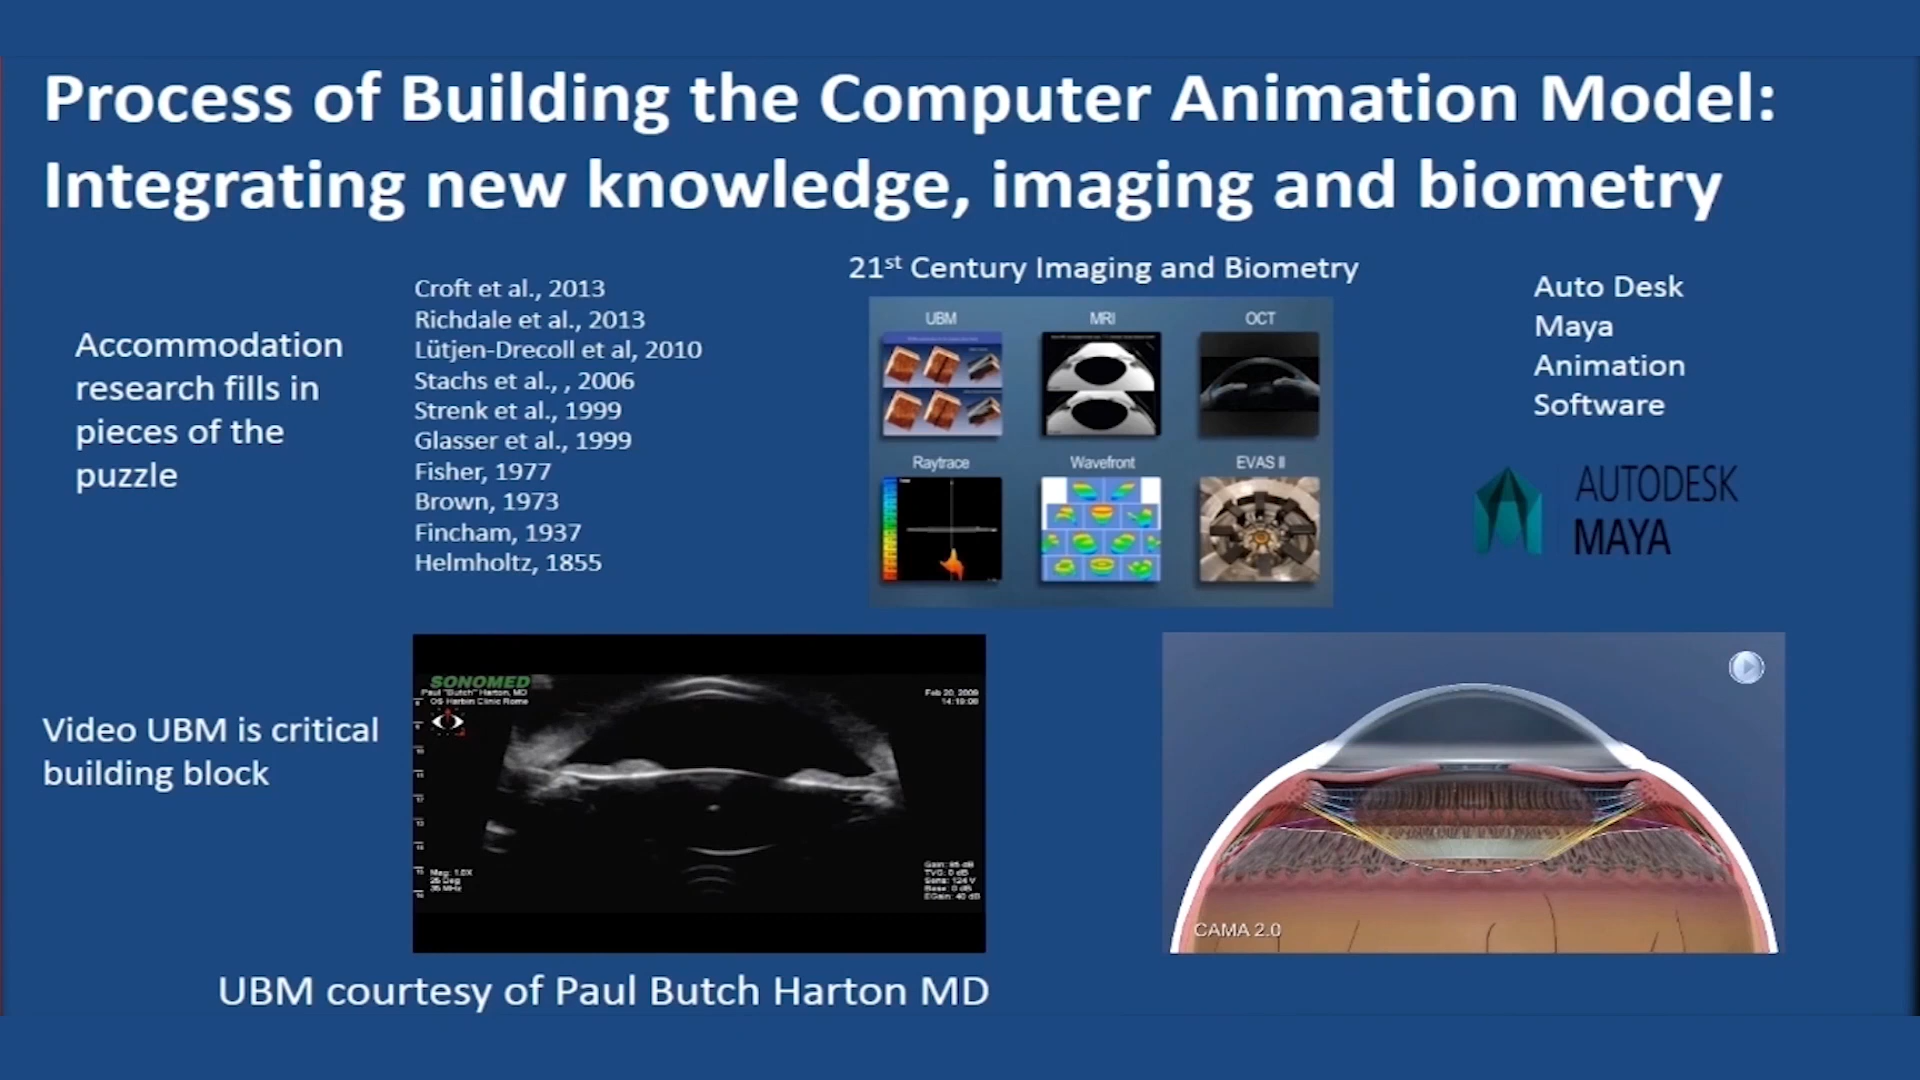 Process of Building the Computer Animation Model:
Integrating new knowledge, imaging and biometry
Accommodation
research fills in
pieces of the
puzzle
Croft et al., 2013
Richdale et al., 2013
Lütjen-Drecoll et al, 2010
Stachs et al., , 2006
Strenk et al., 1999
Glasser et al., 1999
Fisher, 1977
Brown, 1973
Fincham, 1937
Helmholtz, 1855
21st Century Imaging and Biometry
UBM MRI OCT
Raytrace Wavefront EVAS II
Auto Desk
Maya
Animation
Software
AUTODESK
MAYA
Video UBM is critical
building block
SONOMED
Paul "Butch" Harton, MD
OS Harbin Clinic Rome
Feb 20, 2009
14:19:06
Mag: 1.0X
25 Deg
35 MHz
Gain: 85 dB
TVG: 0 dB
Sens: 124 V
Base: 0 dB
EGain: 40 dB
CAMA 2.0
UBM courtesy of Paul Butch Harton MD